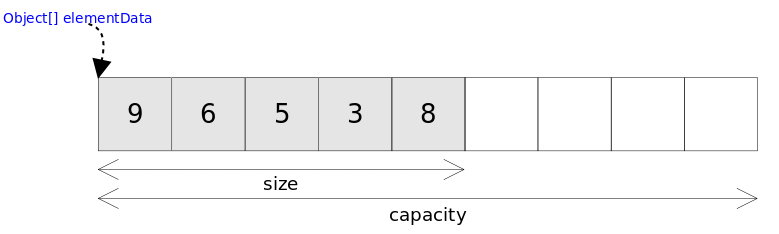 Object[] elementData
9 6 5 3 8
size
capacity